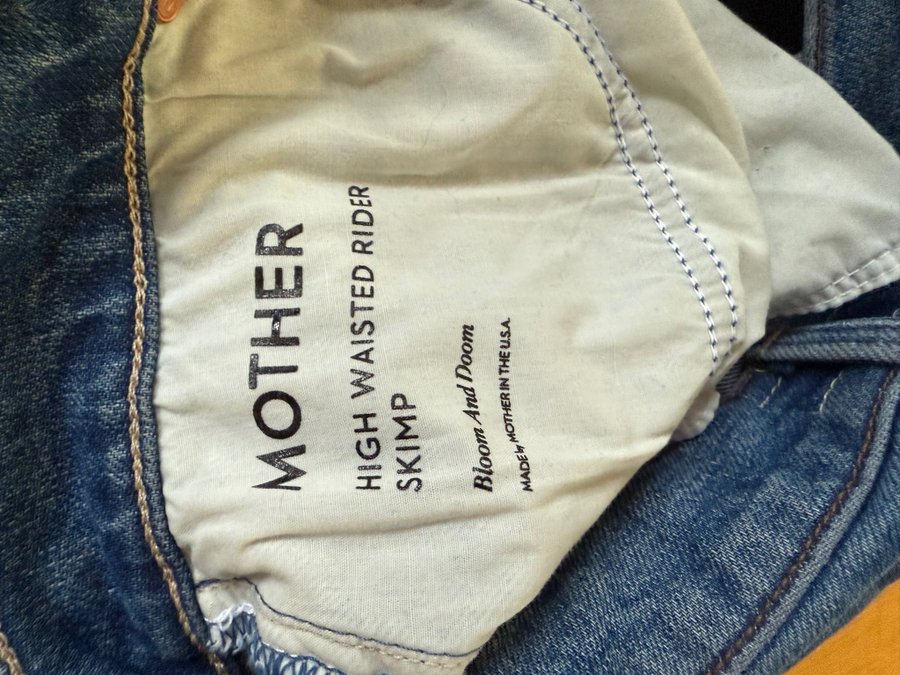 MOTHER
HIGH WAISTED RIDER
SKIMP
Bloom And Doom
MADE by MOTHER IN THE U.S.A.